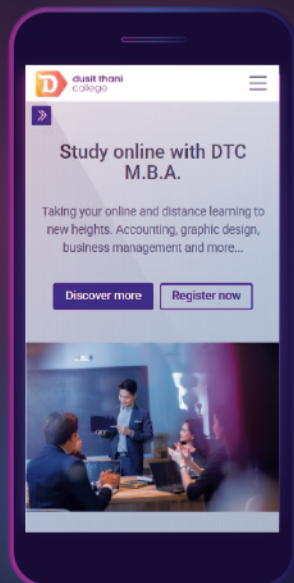 dusit thani
college
Study online with DTC
M.B.A.
Taking your online and distance learning to
new heights. Accounting, graphic design,
business management and more...
Discover more
Register now